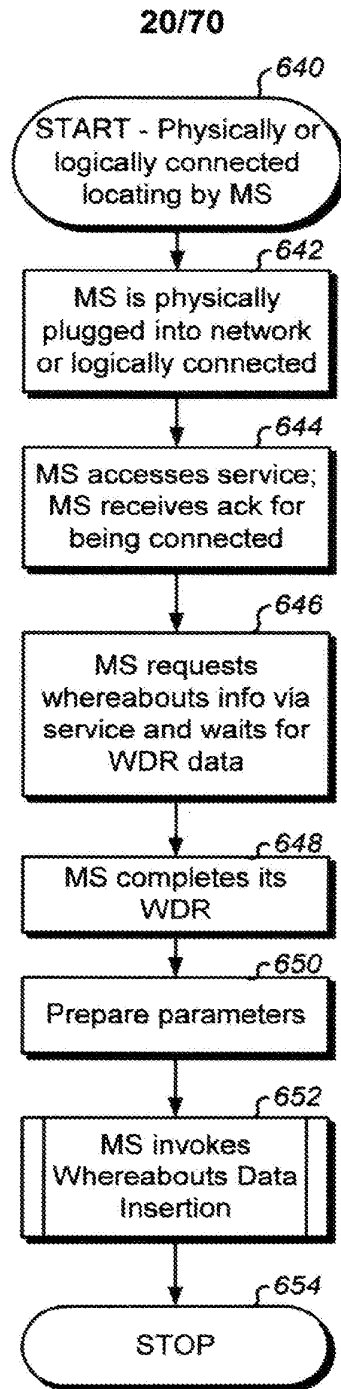 20/70
640
START - Physically or
logically connected
locating by MS
642
MS is physically
plugged into network
or logically connected
644
MS accesses service;
MS receives ack for
being connected
646
MS requests
whereabouts info via
service and waits for
WDR data
648
MS completes its
WDR
650
Prepare parameters
652
MS invokes
Whereabouts Data
Insertion
654
STOP